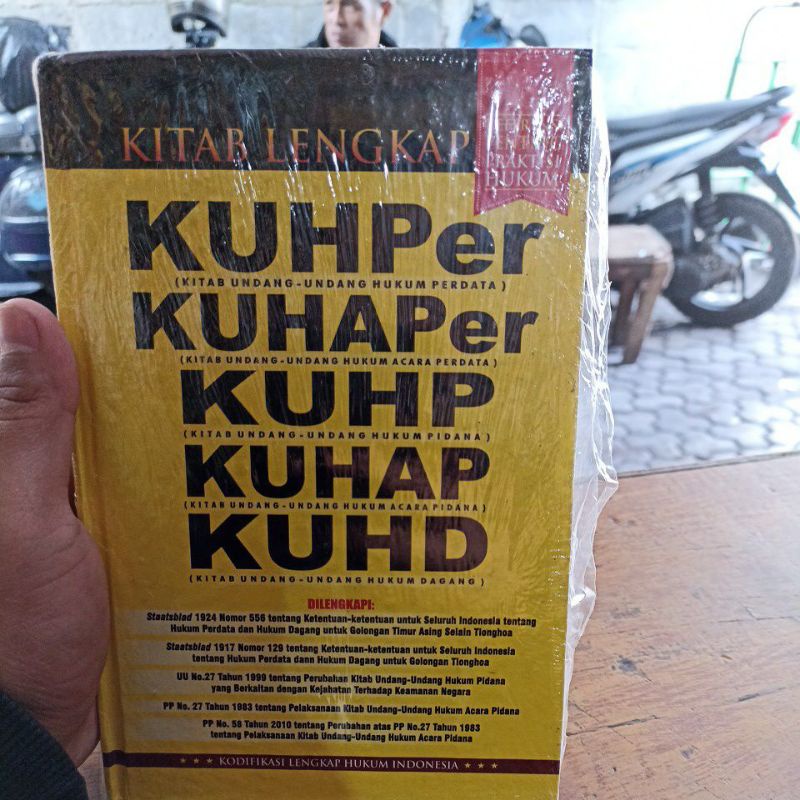 KITAB LENGKAP
PRAKTISI
HUKUM
KUHPer
(KITAB UNDANG-UNDANG HUKUM PERDATA)
KUHAPer
(KITAB UNDANG-UNDANG HUKUM ACARA PERDATA)
KUHP
(KITAB UNDANG-UNDANG HUKUM PIDANA)
KUHAP
(KITAB UNDANG-UNDANG HUKUM ACARA PIDANA)
KUHD
(KITAB UNDANG-UNDANG HUKUM DAGANG)
DILENGKAPI:
Staatsblad 1924 Nomor 556 tentang Ketentuan-ketentuan untuk Seluruh Indonesia tentang
Hukum Perdata dan Hukum Dagang untuk Golongan Timur Asing Selain Tionghoa
Staatsblad 1917 Nomor 129 tentang Ketentuan-ketentuan untuk Seluruh Indonesia
tentang Hukum Perdata dann Hukum Dagang untuk Golongan Tionghoa
UU No.27 Tahun 1999 tentang Perubahan Kitab Undang-Undang Hukum Pidana
yang Berkaitan dengan Kejahatan Terhadap Keamanan Negara
PP No. 27 Tahun 1983 tentang Pelaksanaan Kitab Undang-Undang Hukum Acara Pidana
PP No. 58 Tahun 2010 tentang Perubahan atas PP No.27 Tahun 1983
tentang Pelaksanaan Kitab Undang-Undang Hukum Acara Pidana
KODIFIKASI LENGKAP HUKUM INDONESIA